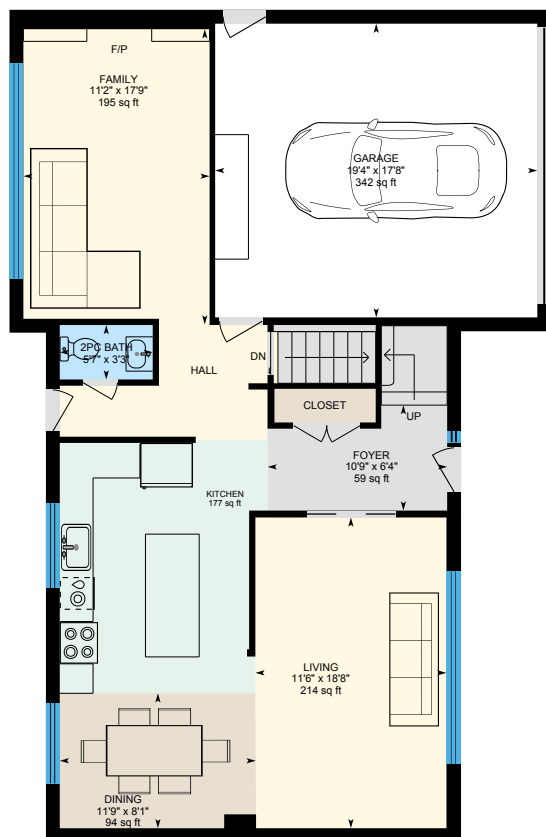 F/P
FAMILY
11'2" x 17'9"
195 sq ft
GARAGE
19'4" x 17'8"
342 sq ft
2PC BATH
5'7" x 3'3"
HALL
DN
CLOSET
UP
FOYER
10'9" x 6'4"
59 sq ft
KITCHEN
177 sq ft
LIVING
11'6" x 18'8"
214 sq ft
DINING
11'9" x 8'1"
94 sq ft